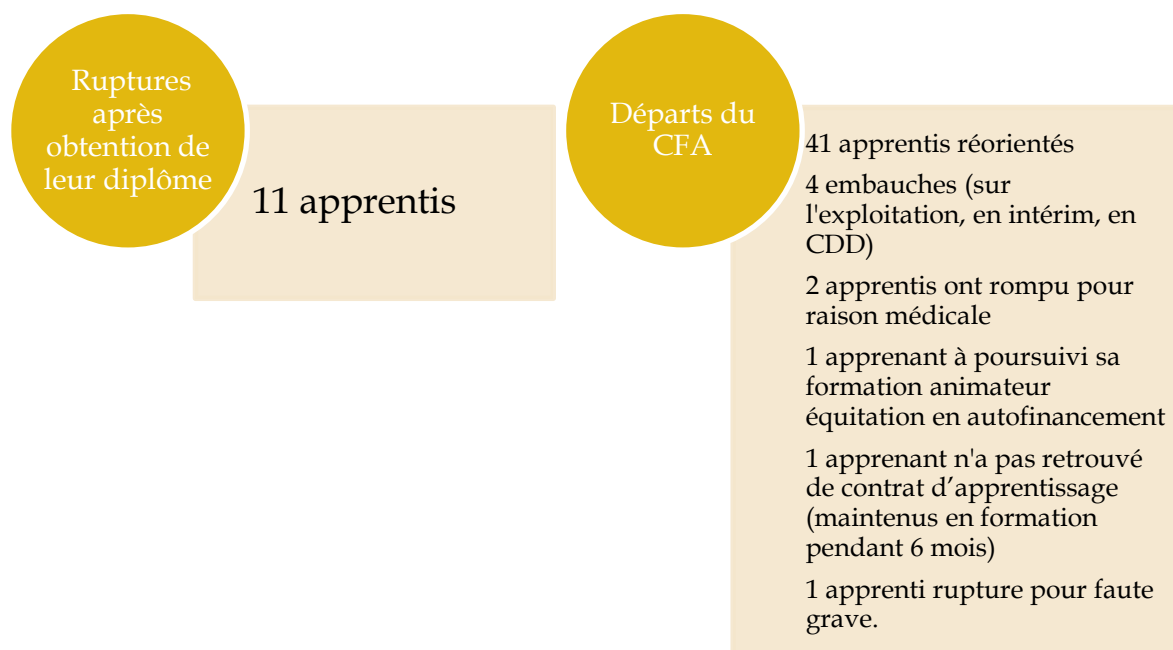 Ruptures
après
obtention de
leur diplôme
11 apprentis
Départs du
CFA
41 apprentis réorientés
4 embauches (sur
l'exploitation, en intérim, en
CDD)
2 apprentis ont rompu pour
raison médicale
1 apprenant à poursuivi sa
formation animateur
équitation en autofinancement
1 apprenant n'a pas retrouvé
de contrat d’apprentissage
(maintenus en formation
pendant 6 mois)
1 apprenti rupture pour faute
grave.